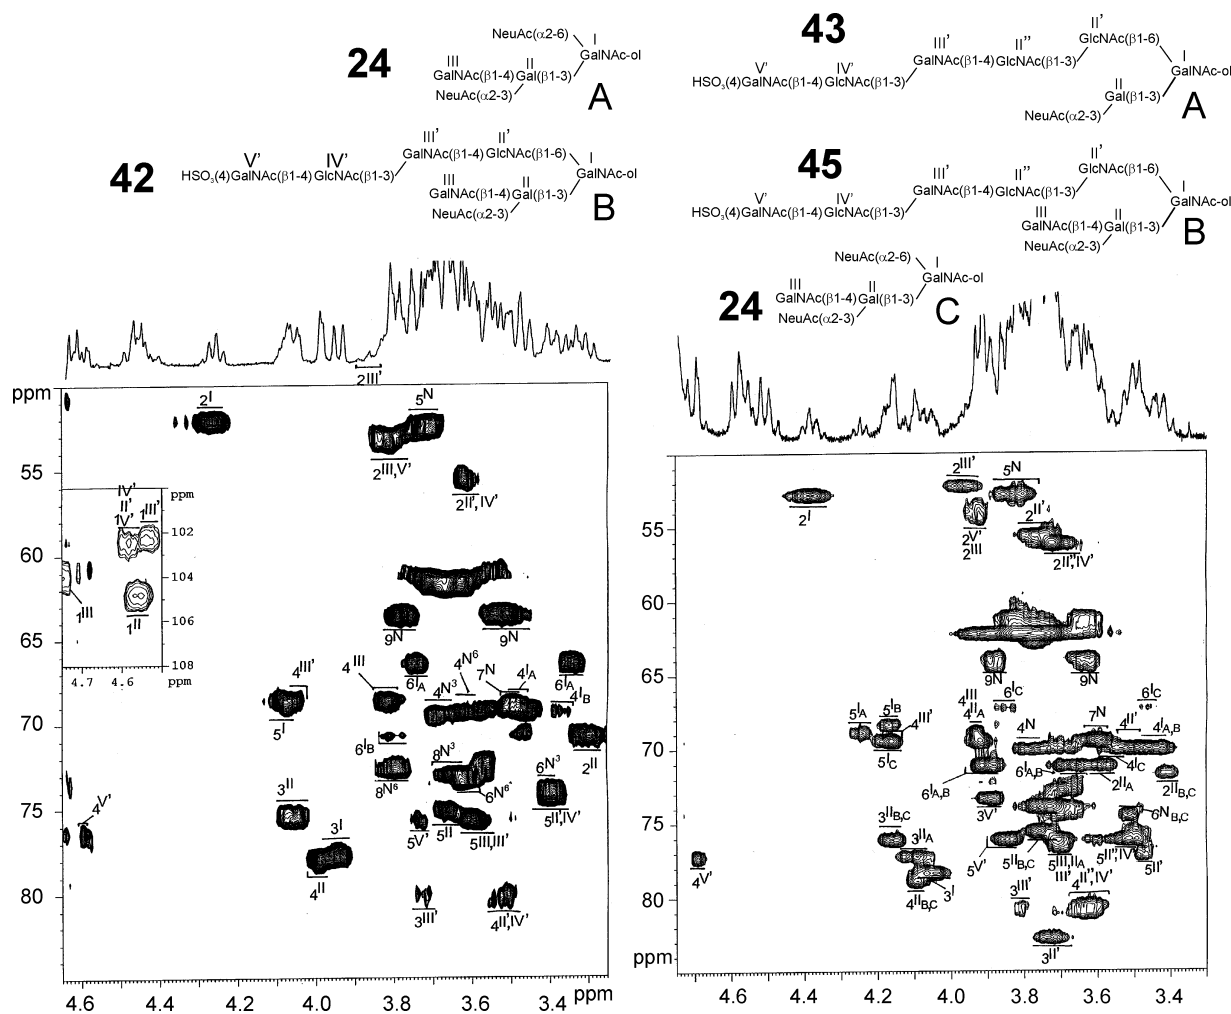 24
NeuAc(α2-6)
I
GalNAc-ol
III
II
GalNAc(β1-4)Gal(β1-3)
NeuAc(α2-3)
A
42
III'
II'
GalNAc(β1-4)GlcNAc(β1-6)
V'
IV'
I
HSO₃(4)GalNAc(β1-4)GlcNAc(β1-3)
GalNAc-ol
III
II
GalNAc(β1-4)Gal(β1-3)
NeuAc(α2-3)
B
43
II'
GlcNAc(β1-6)
III'
II''
I
GalNAc(β1-4)GlcNAc(β1-3)
GalNAc-ol
V'
IV'
HSO₃(4)GalNAc(β1-4)GlcNAc(β1-3)
II
Gal(β1-3)
NeuAc(α2-3)
A
45
II'
GlcNAc(β1-6)
III'
II''
I
GalNAc(β1-4)GlcNAc(β1-3)
GalNAc-ol
V'
IV'
HSO₃(4)GalNAc(β1-4)GlcNAc(β1-3)
III
II
GalNAc(β1-4)Gal(β1-3)
NeuAc(α2-3)
B
24
NeuAc(α2-6)
I
GalNAc-ol
III
II
GalNAc(β1-4)Gal(β1-3)
NeuAc(α2-3)
C
2III'
ppm
2I
5N
2III,V'
2II',IV'
55
60
65
70
75
80
IV'
II'
1V'
1III'
ppm
102
104
106
108
1III
1II
4.7
4.6
ppm
9N
9N
6IA
6IA
4III'
4III
4N3
4N6
7N
4IA
4IB
5I
6IB
2II
8N3
8N6
6N6
6N3
3II
4V'
5V'
5II
5III,III'
5II',IV'
3I
4II
3III'
4II',IV'
4.6
4.4
4.2
4.0
3.8
3.6
3.4
ppm
2III'
5N
2I
2V'
2III
2II'
2II'',IV'
55
60
65
70
75
80
ppm
9N
9N
6IC
6IC
5IA
5IB
4III'
4III
4IIA
4N
7N
4II'
4IA,B
5IC
4IC
6IA,B
6IA,B
2IIA
2IIB,C
3V'
6NB,C
3IIB,C
3IIA
5V'
5IIB,C
5III,IIA
III'
5II'',IV'
5II'
4V'
4IIB,C
3I
3III'
4II'',IV'
3II'
4.6
4.4
4.2
4.0
3.8
3.6
3.4